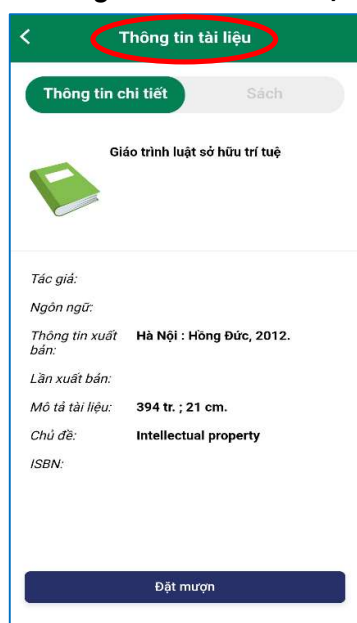 Thông tin tài liệu
Thông tin chi tiết
Sách
Giáo trình luật sở hữu trí tuệ
Tác giả:
Ngôn ngữ:
Thông tin xuất bản: Hà Nội : Hồng Đức, 2012.
Lần xuất bản:
Mô tả tài liệu: 394 tr. ; 21 cm.
Chủ đề: Intellectual property
ISBN:
Đặt mượn